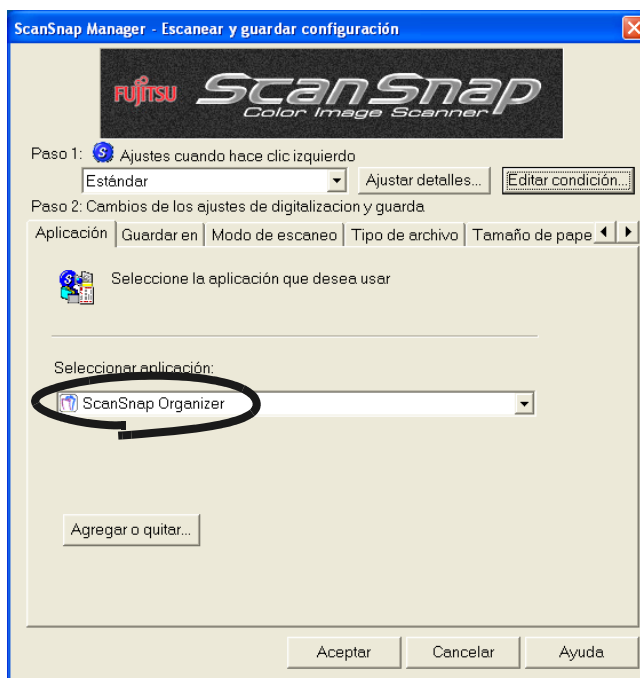 ScanSnap Manager - Escanear y guardar configuración
FUJITSU ScanSnap
Color Image Scanner
Paso 1: Ajustes cuando hace clic izquierdo
Estándar Ajustar detalles... Editar condición...
Paso 2: Cambios de los ajustes de digitalizacion y guarda
Aplicación Guardar en Modo de escaneo Tipo de archivo Tamaño de pape
Seleccione la aplicación que desea usar
Seleccionar aplicación:
ScanSnap Organizer
Agregar o quitar...
Aceptar Cancelar Ayuda